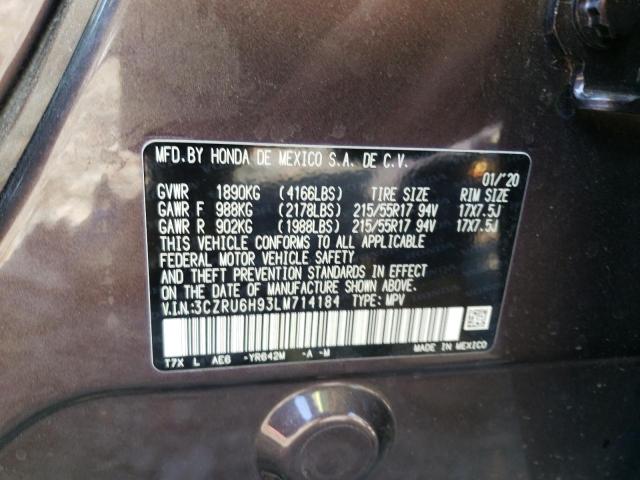 MFD.BY HONDA DE MEXICO S.A. DE C.V.
01/'20
GVWR 1890KG (4166LBS) TIRE SIZE RIM SIZE
GAWR F 988KG (2178LBS) 215/55R17 94V 17X7.5J
GAWR R 902KG (1988LBS) 215/55R17 94V 17X7.5J
THIS VEHICLE CONFORMS TO ALL APPLICABLE
FEDERAL MOTOR VEHICLE SAFETY
AND THEFT PREVENTION STANDARDS IN EFFECT
ON THE DATE OF MANUFACTURE SHOWN ABOVE.
V.I.N:3CZRU6H93LM714184 TYPE: MPV
T7X L AE6 -YR642M -A -M MADE IN MEXICO